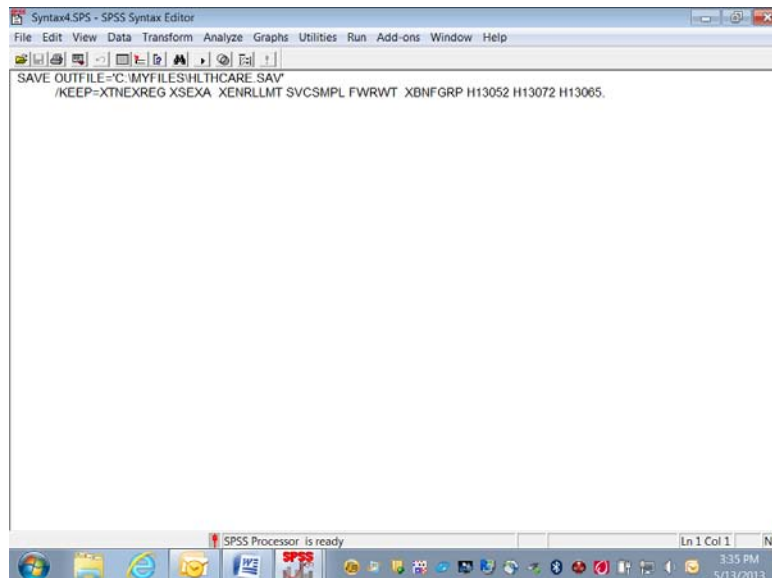 Syntax4.SPS - SPSS Syntax Editor
File Edit View Data Transform Analyze Graphs Utilities Run Add-ons Window Help
SAVE OUTFILE='C:\MYFILES\HLTHCARE.SAV'
/KEEP=XTNEXREG XSEXA XENRLLMT SVCSMPL FWRWT XBNFGRP H13052 H13072 H13065.
SPSS Processor is ready
Ln 1 Col 1
N
SPSS
3:35 PM
5/13/2013